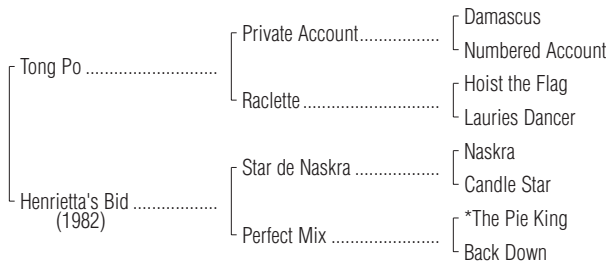 Damascus
Private Account..................
Numbered Account
Tong Po .............................
Hoist the Flag
Raclette ..............................
Lauries Dancer
Naskra
Star de Naskra ...................
Candle Star
Henrietta's Bid ..................
(1982)
*The Pie King
Perfect Mix ........................
Back Down